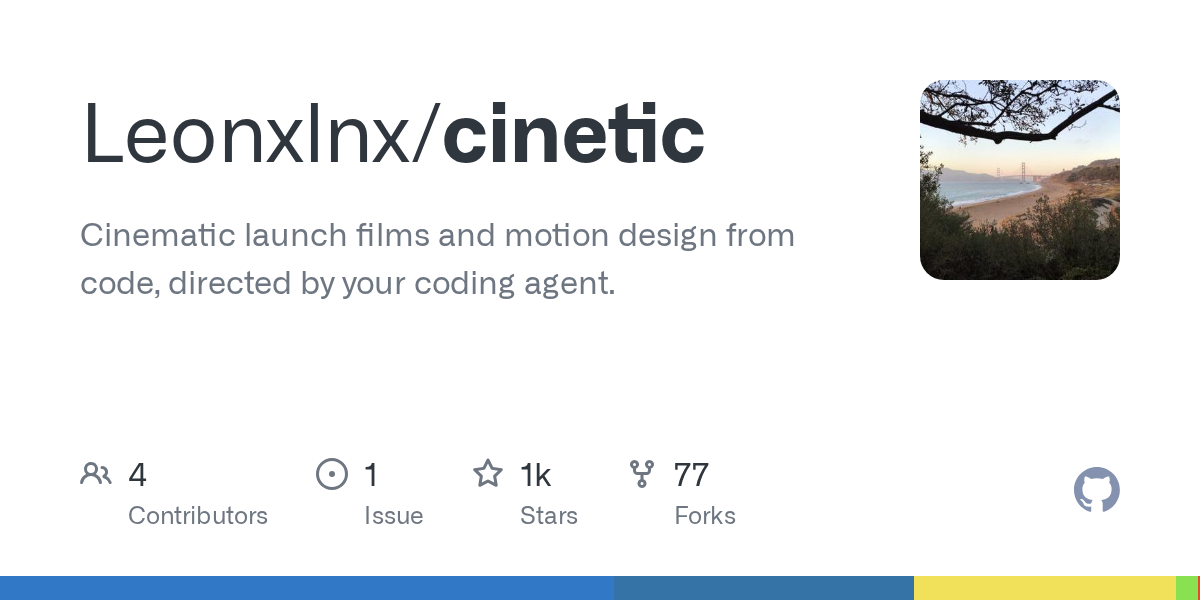 Leonxlnx/cinetic
Cinematic launch films and motion design from
code, directed by your coding agent.
4
Contributors
1
Issue
1k
Stars
77
Forks